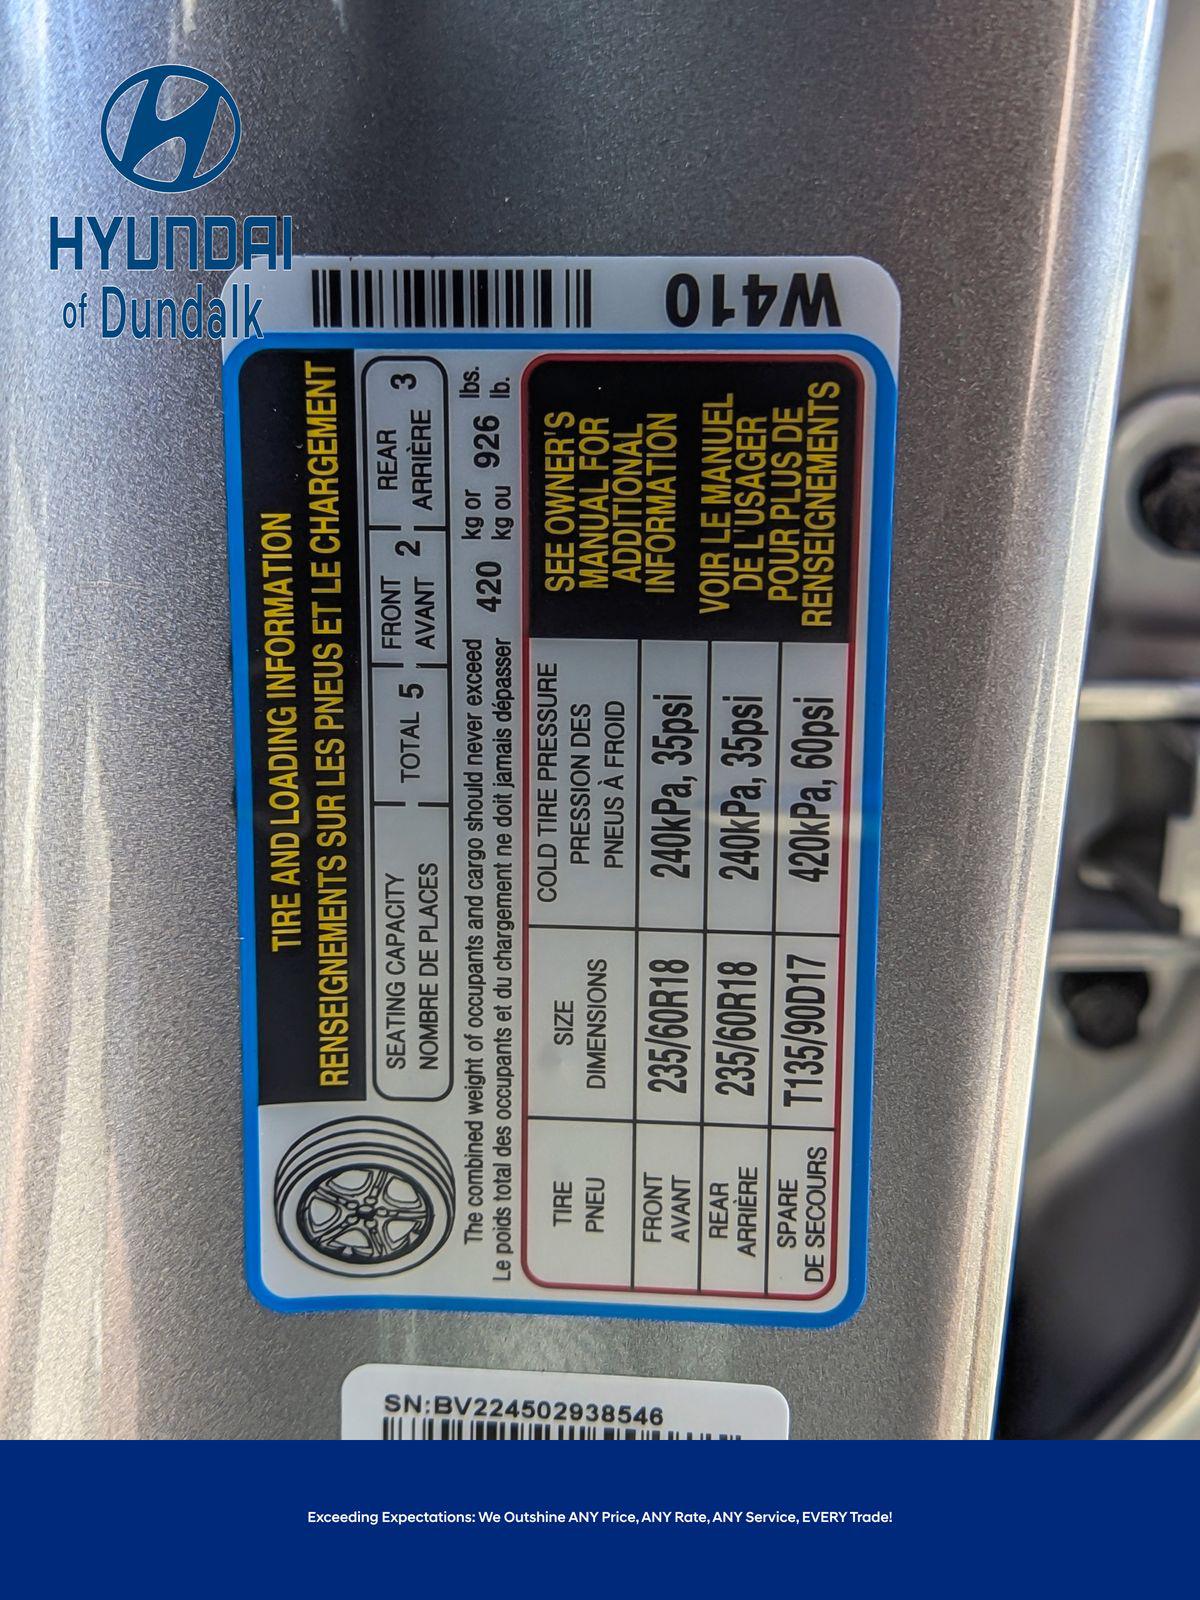 HYUNDAI
of Dundalk
W410
TIRE AND LOADING INFORMATION
RENSEIGNEMENTS SUR LES PNEUS ET LE CHARGEMENT
SEATING CAPACITY
NOMBRE DE PLACES
TOTAL 5
FRONT
AVANT 2
REAR
ARRIÈRE 3
The combined weight of occupants and cargo should never exceed 420 kg or 926 lbs.
Le poids total des occupants et du chargement ne doit jamais dépasser 420 kg ou 926 lb.
TIRE
PNEU
SIZE
DIMENSIONS
COLD TIRE PRESSURE
PRESSION DES
PNEUS À FROID
FRONT
AVANT
235/60R18
240kPa, 35psi
REAR
ARRIÈRE
235/60R18
240kPa, 35psi
SPARE
DE SECOURS
T135/90D17
420kPa, 60psi
SEE OWNER'S
MANUAL FOR
ADDITIONAL
INFORMATION
VOIR LE MANUEL
DE L'USAGER
POUR PLUS DE
RENSEIGNEMENTS
SN:BV224502938546
Exceeding Expectations: We Outshine ANY Price, ANY Rate, ANY Service, EVERY Trade!